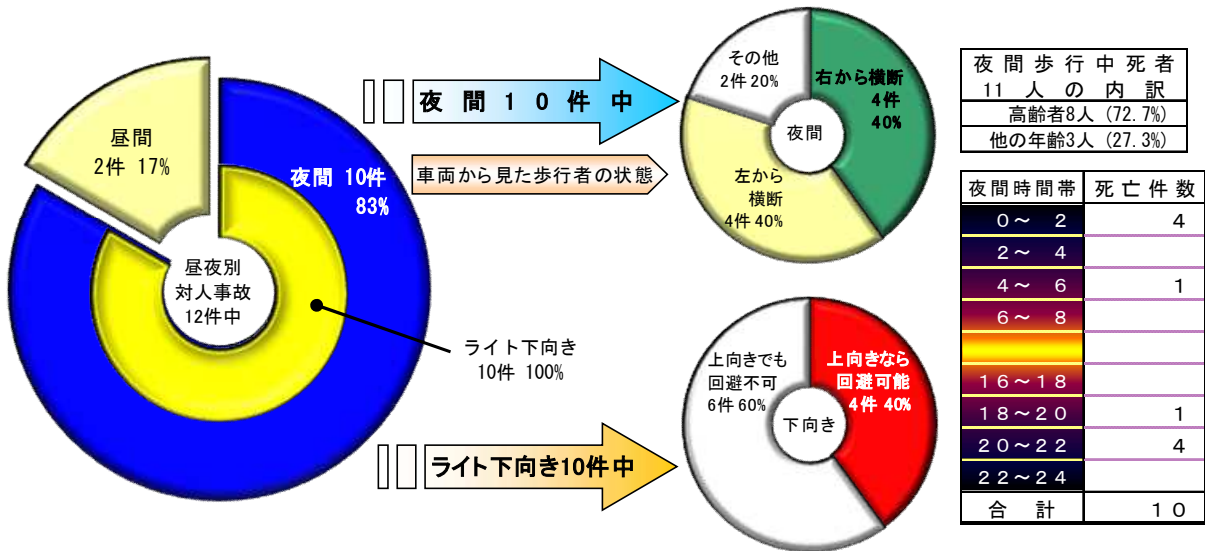 昼間
2件 17%
夜間 10件
83%
昼夜別
対人事故
12件中
ライト下向き
10件 100%
夜間10件中
車両から見た歩行者の状態
ライト下向き10件中
その他
2件 20%
右から横断
4件
40%
夜間
左から
横断
4件 40%
上向きでも
回避不可
6件 60%
上向きなら
回避可能
4件 40%
下向き
夜間歩行中死者
11人の内訳
高齢者8人 (72.7%)
他の年齢3人 (27.3%)
夜間時間帯 死亡件数
0～ 2 4
2～ 4
4～ 6 1
6～ 8
16～18
18～20 1
20～22 4
22～24
合計 10